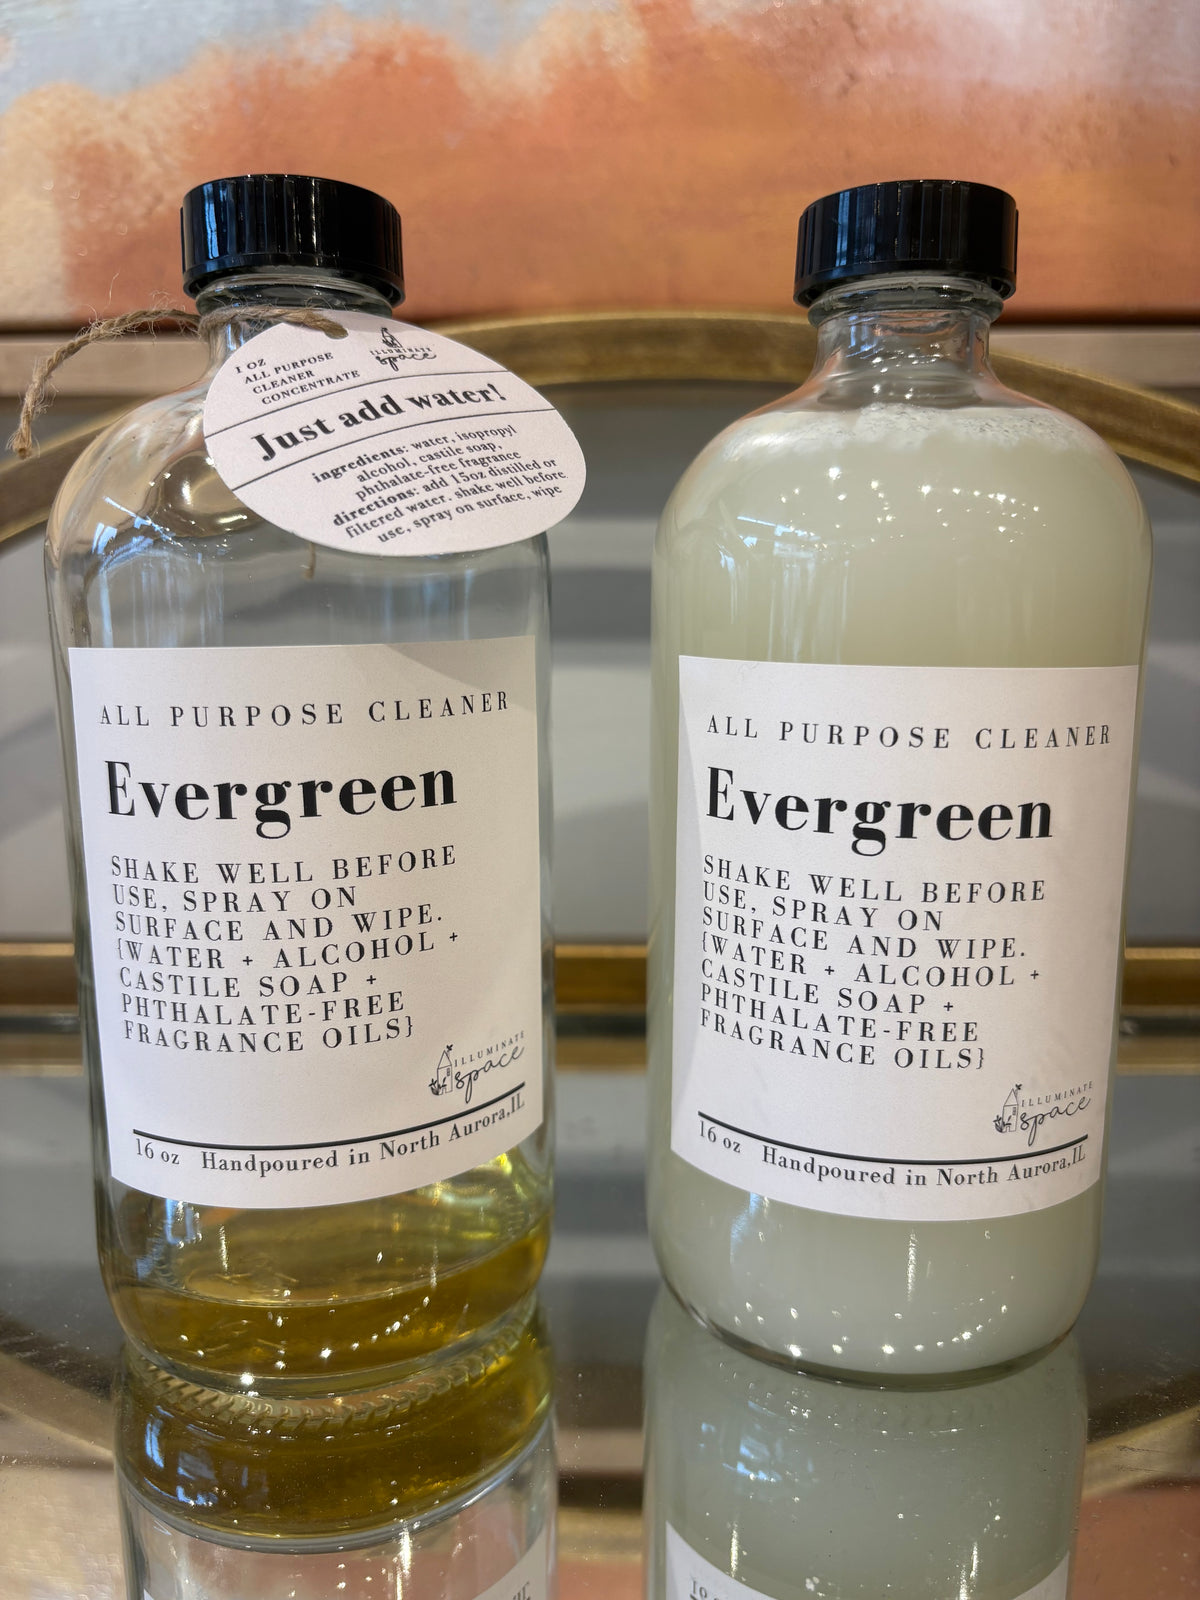 1 OZ
ALL PURPOSE
CLEANER
CONCENTRATE
ILLUMINATE
space
Just add water!
ingredients: water, isopropyl
alcohol, castile soap,
phthalate-free fragrance
directions: add 15oz distilled or
filtered water. shake well before
use, spray on surface, wipe
ALL PURPOSE CLEANER
Evergreen
SHAKE WELL BEFORE
USE, SPRAY ON
SURFACE AND WIPE.
{WATER + ALCOHOL +
CASTILE SOAP +
PHTHALATE-FREE
FRAGRANCE OILS}
ILLUMINATE
space
16 oz Handpoured in North Aurora,IL
ALL PURPOSE CLEANER
Evergreen
SHAKE WELL BEFORE
USE, SPRAY ON
SURFACE AND WIPE.
{WATER + ALCOHOL +
CASTILE SOAP +
PHTHALATE-FREE
FRAGRANCE OILS}
ILLUMINATE
space
16 oz Handpoured in North Aurora,IL